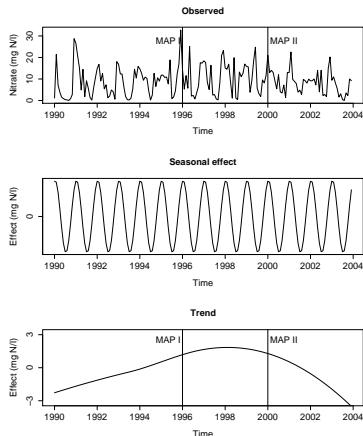 Observed
Nitrate (mg N/l)
30
20
10
0
MAP I
MAP II
1990 1992 1994 1996 1998 2000 2002 2004
Time
Seasonal effect
Effect (mg N/l)
0
1990 1992 1994 1996 1998 2000 2002 2004
Time
Trend
Effect (mg N/l)
3
0
−3
MAP I
MAP II
1990 1992 1994 1996 1998 2000 2002 2004
Time